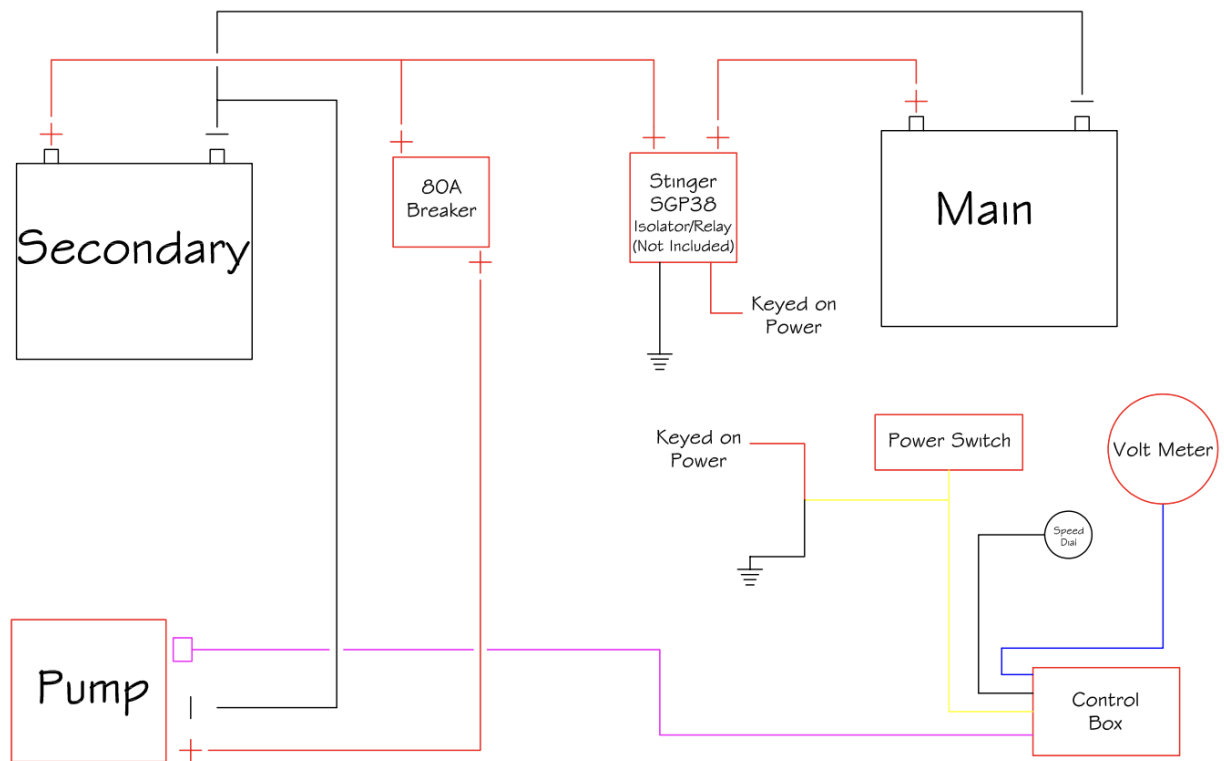 Secondary
80A
Breaker
Stinger
SGP38
Isolator/Relay
(Not Included)
Main
Keyed on
Power
Keyed on
Power
Power Switch
Volt Meter
Speed
Dial
Pump
Control
Box